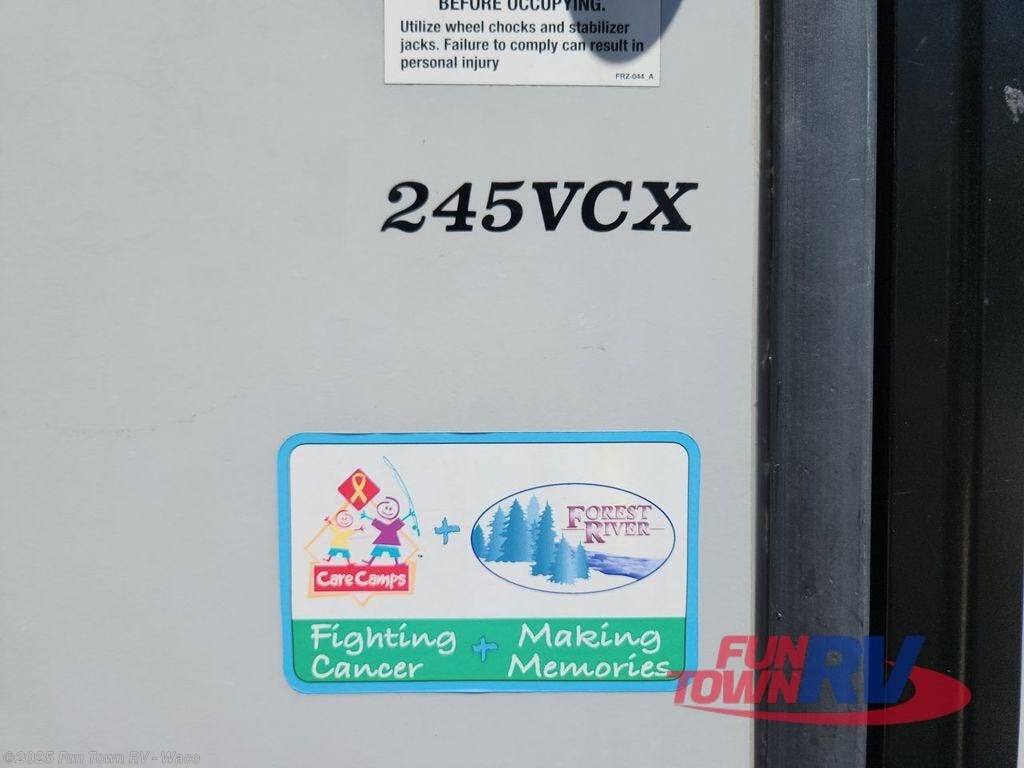 BEFORE OCCUPYING.
Utilize wheel chocks and stabilizer
jacks. Failure to comply can result in
personal injury
FRZ-044 A
245VCX
Care Camps
+
FOREST
RIVER
Fighting + Making
Cancer Memories
FUN
TOWN RV
©2025 Fun Town RV - Waco